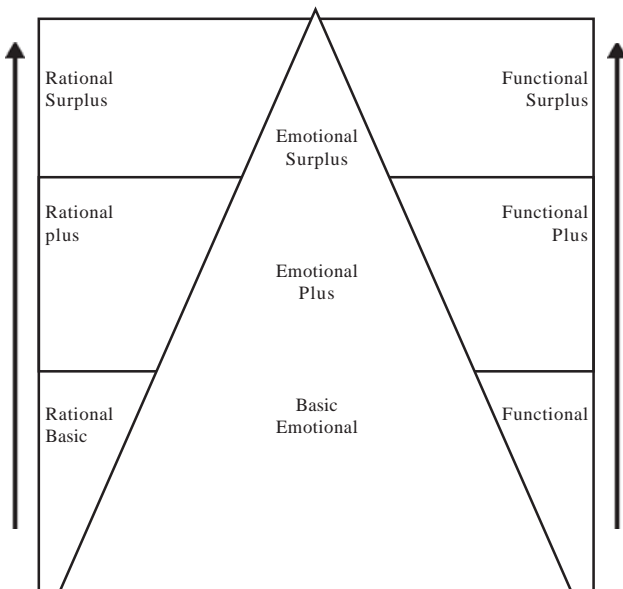 Rational
Surplus
Functional
Surplus
Emotional
Surplus
Rational
plus
Functional
Plus
Emotional
Plus
Rational
Basic
Basic
Emotional
Functional